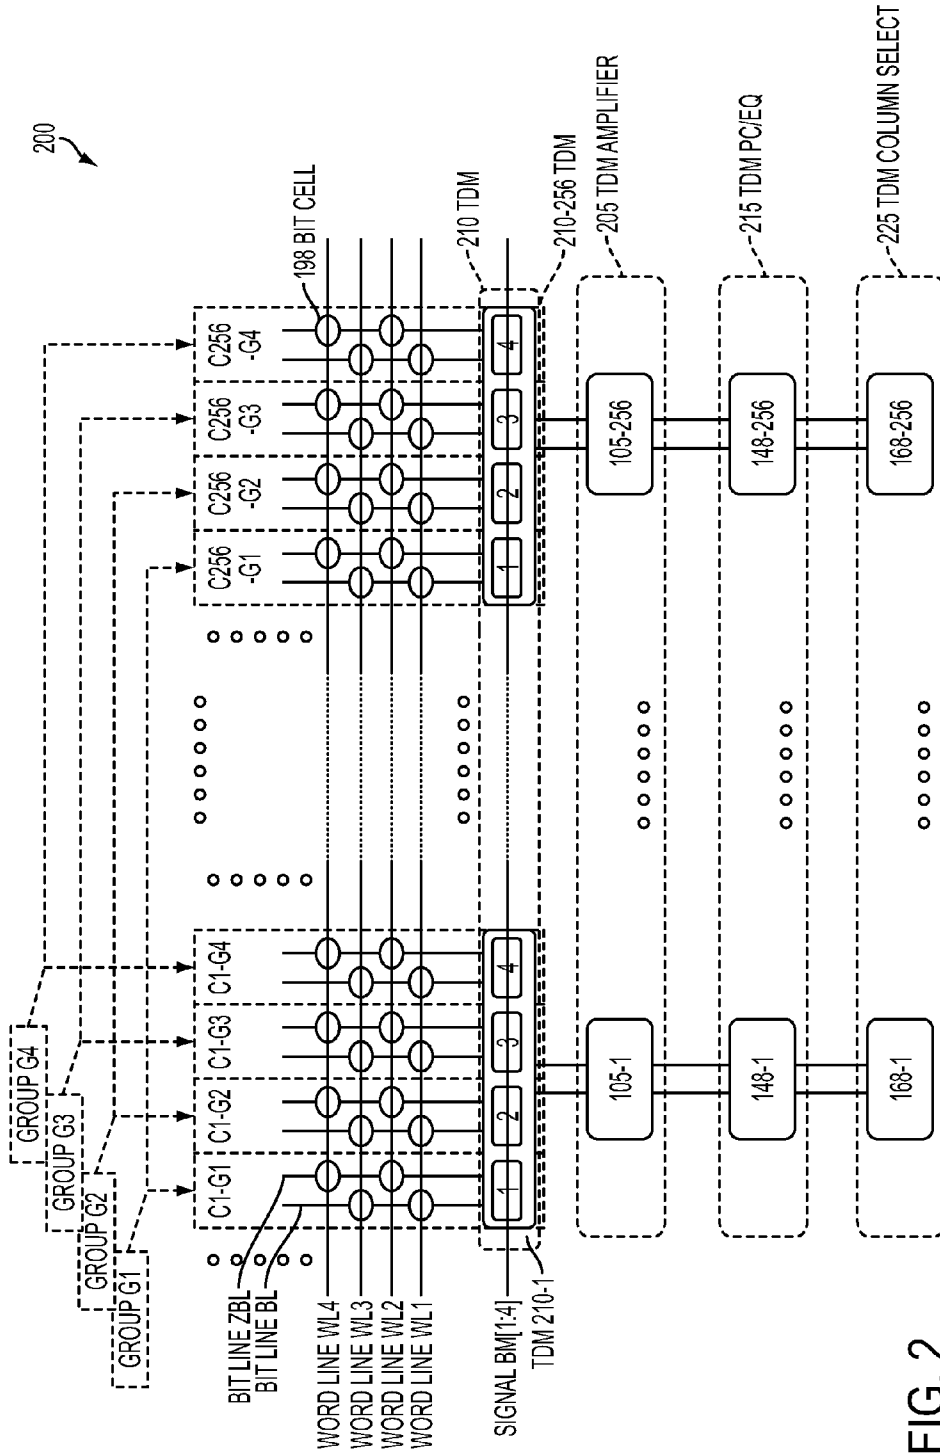 200
GROUP G4
GROUP G3
GROUP G2
GROUP G1
C1-G1
C1-G2
C1-G3
C1-G4
C256
-G1
C256
-G2
C256
-G3
C256
-G4
198 BIT CELL
BIT LINE ZBL
BIT LINE BL
WORD LINE WL4
WORD LINE WL3
WORD LINE WL2
WORD LINE WL1
SIGNAL BM[1:4]
TDM 210-1
1
2
3
4
1
2
3
4
210 TDM
210-256 TDM
105-1
105-256
205 TDM AMPLIFIER
148-1
148-256
215 TDM PC/EQ
168-1
168-256
225 TDM COLUMN SELECT
FIG. 2